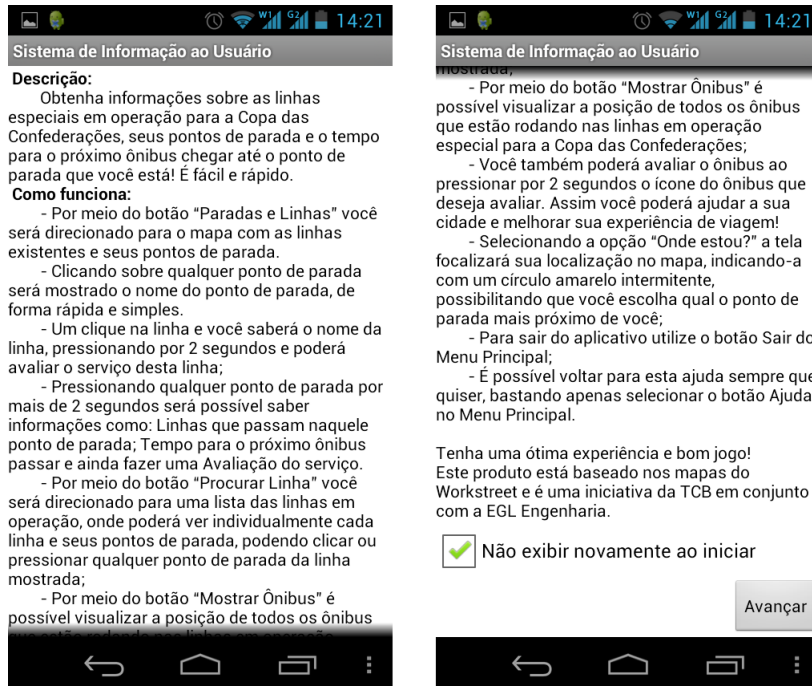 14:21
Sistema de Informação ao Usuário
Descrição:
Obtenha informações sobre as linhas
especiais em operação para a Copa das
Confederações, seus pontos de parada e o tempo
para o próximo ônibus chegar até o ponto de
parada que você está! É fácil e rápido.
Como funciona:
- Por meio do botão “Paradas e Linhas” você
será direcionado para o mapa com as linhas
existentes e seus pontos de parada.
- Clicando sobre qualquer ponto de parada
será mostrado o nome do ponto de parada, de
forma rápida e simples.
- Um clique na linha e você saberá o nome da
linha, pressionando por 2 segundos e poderá
avaliar o serviço desta linha;
- Pressionando qualquer ponto de parada por
mais de 2 segundos será possível saber
informações como: Linhas que passam naquele
ponto de parada; Tempo para o próximo ônibus
passar e ainda fazer uma Avaliação do serviço.
- Por meio do botão “Procurar Linha” você
será direcionado para uma lista das linhas em
operação, onde poderá ver individualmente cada
linha e seus pontos de parada, podendo clicar ou
pressionar qualquer ponto de parada da linha
mostrada;
- Por meio do botão “Mostrar Ônibus” é
possível visualizar a posição de todos os ônibus
que estão rodando nas linhas em operação
14:21
Sistema de Informação ao Usuário
mostrada;
- Por meio do botão “Mostrar Ônibus” é
possível visualizar a posição de todos os ônibus
que estão rodando nas linhas em operação
especial para a Copa das Confederações;
- Você também poderá avaliar o ônibus ao
pressionar por 2 segundos o ícone do ônibus que
deseja avaliar. Assim você poderá ajudar a sua
cidade e melhorar sua experiência de viagem!
- Selecionando a opção “Onde estou?” a tela
focalizará sua localização no mapa, indicando-a
com um círculo amarelo intermitente,
possibilitando que você escolha qual o ponto de
parada mais próximo de você;
- Para sair do aplicativo utilize o botão Sair do
Menu Principal;
- É possível voltar para esta ajuda sempre que
quiser, bastando apenas selecionar o botão Ajuda
no Menu Principal.
Tenha uma ótima experiência e bom jogo!
Este produto está baseado nos mapas do
Workstreet e é uma iniciativa da TCB em conjunto
com a EGL Engenharia.
Não exibir novamente ao iniciar
Avançar